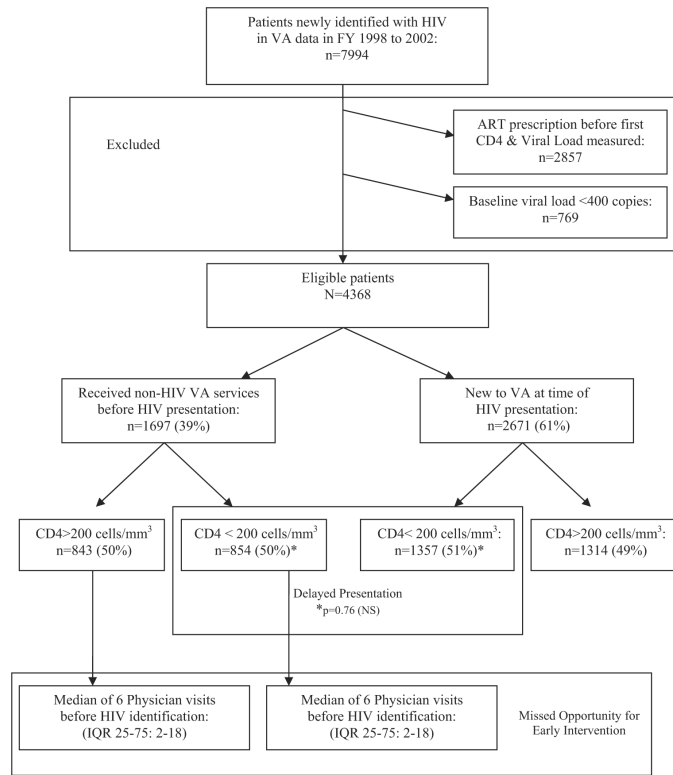 Patients newly identified with HIV
in VA data in FY 1998 to 2002:
n=7994
Excluded
ART prescription before first
CD4 & Viral Load measured:
n=2857
Baseline viral load <400 copies:
n=769
Eligible patients
N=4368
Received non-HIV VA services
before HIV presentation:
n=1697 (39%)
New to VA at time of
HIV presentation:
n=2671 (61%)
CD4>200 cells/mm³
n=843 (50%)
CD4 < 200 cells/mm³
n=854 (50%)*
CD4< 200 cells/mm³:
n=1357 (51%)*
CD4>200 cells/mm³:
n=1314 (49%)
Delayed Presentation
*p=0.76 (NS)
Median of 6 Physician visits
before HIV identification:
(IQR 25-75: 2-18)
Median of 6 Physician visits
before HIV identification:
(IQR 25-75: 2-18)
Missed Opportunity for
Early Intervention